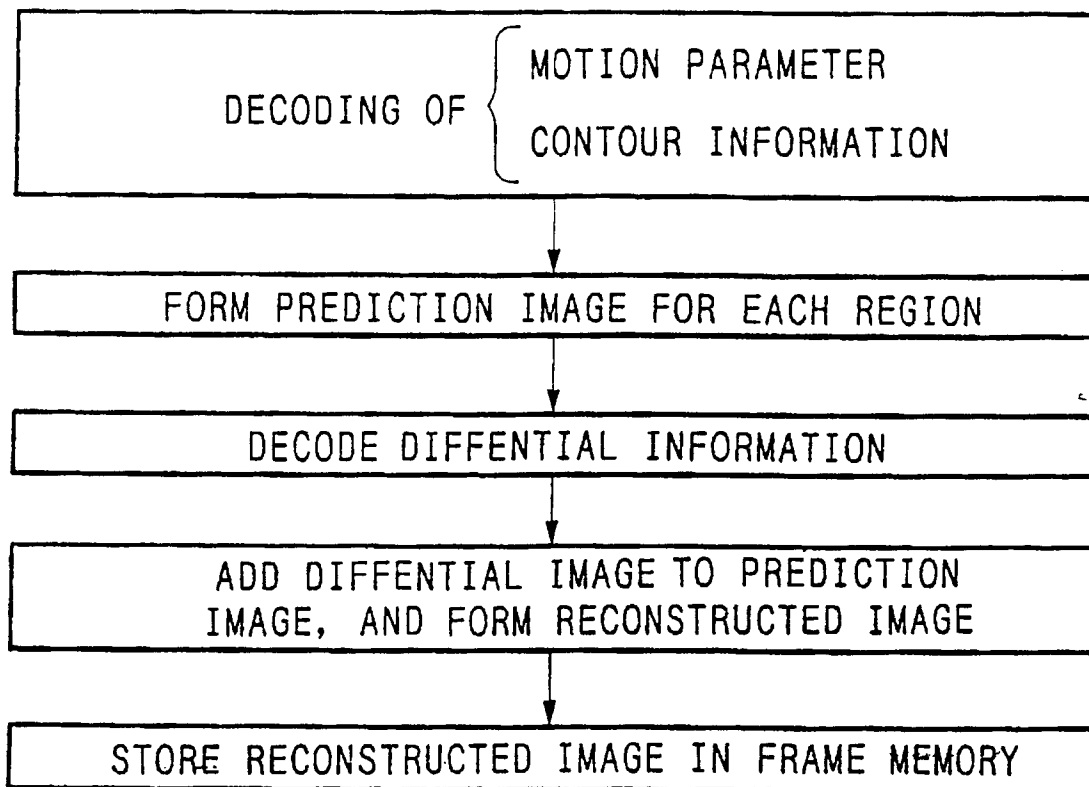 DECODING OF
MOTION PARAMETER
CONTOUR INFORMATION
FORM PREDICTION IMAGE FOR EACH REGION
DECODE DIFFENTIAL INFORMATION
ADD DIFFENTIAL IMAGE TO PREDICTION
IMAGE, AND FORM RECONSTRUCTED IMAGE
STORE RECONSTRUCTED IMAGE IN FRAME MEMORY